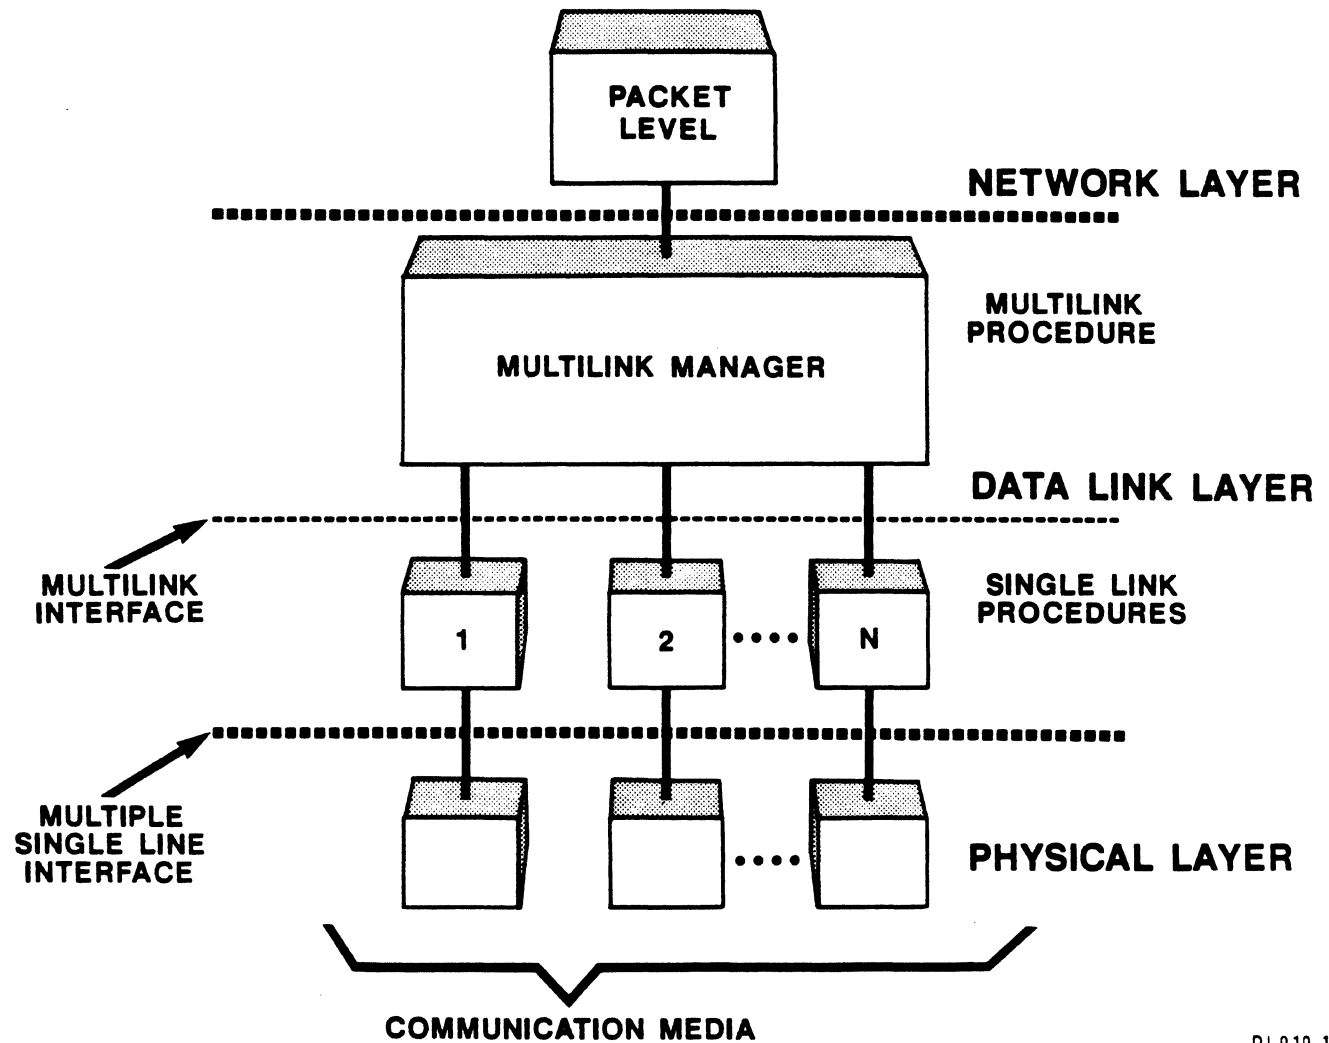 PACKET
LEVEL
NETWORK LAYER
MULTILINK
PROCEDURE
MULTILINK MANAGER
DATA LINK LAYER
MULTILINK
INTERFACE
SINGLE LINK
PROCEDURES
1
2
N
MULTIPLE
SINGLE LINE
INTERFACE
PHYSICAL LAYER
COMMUNICATION MEDIA